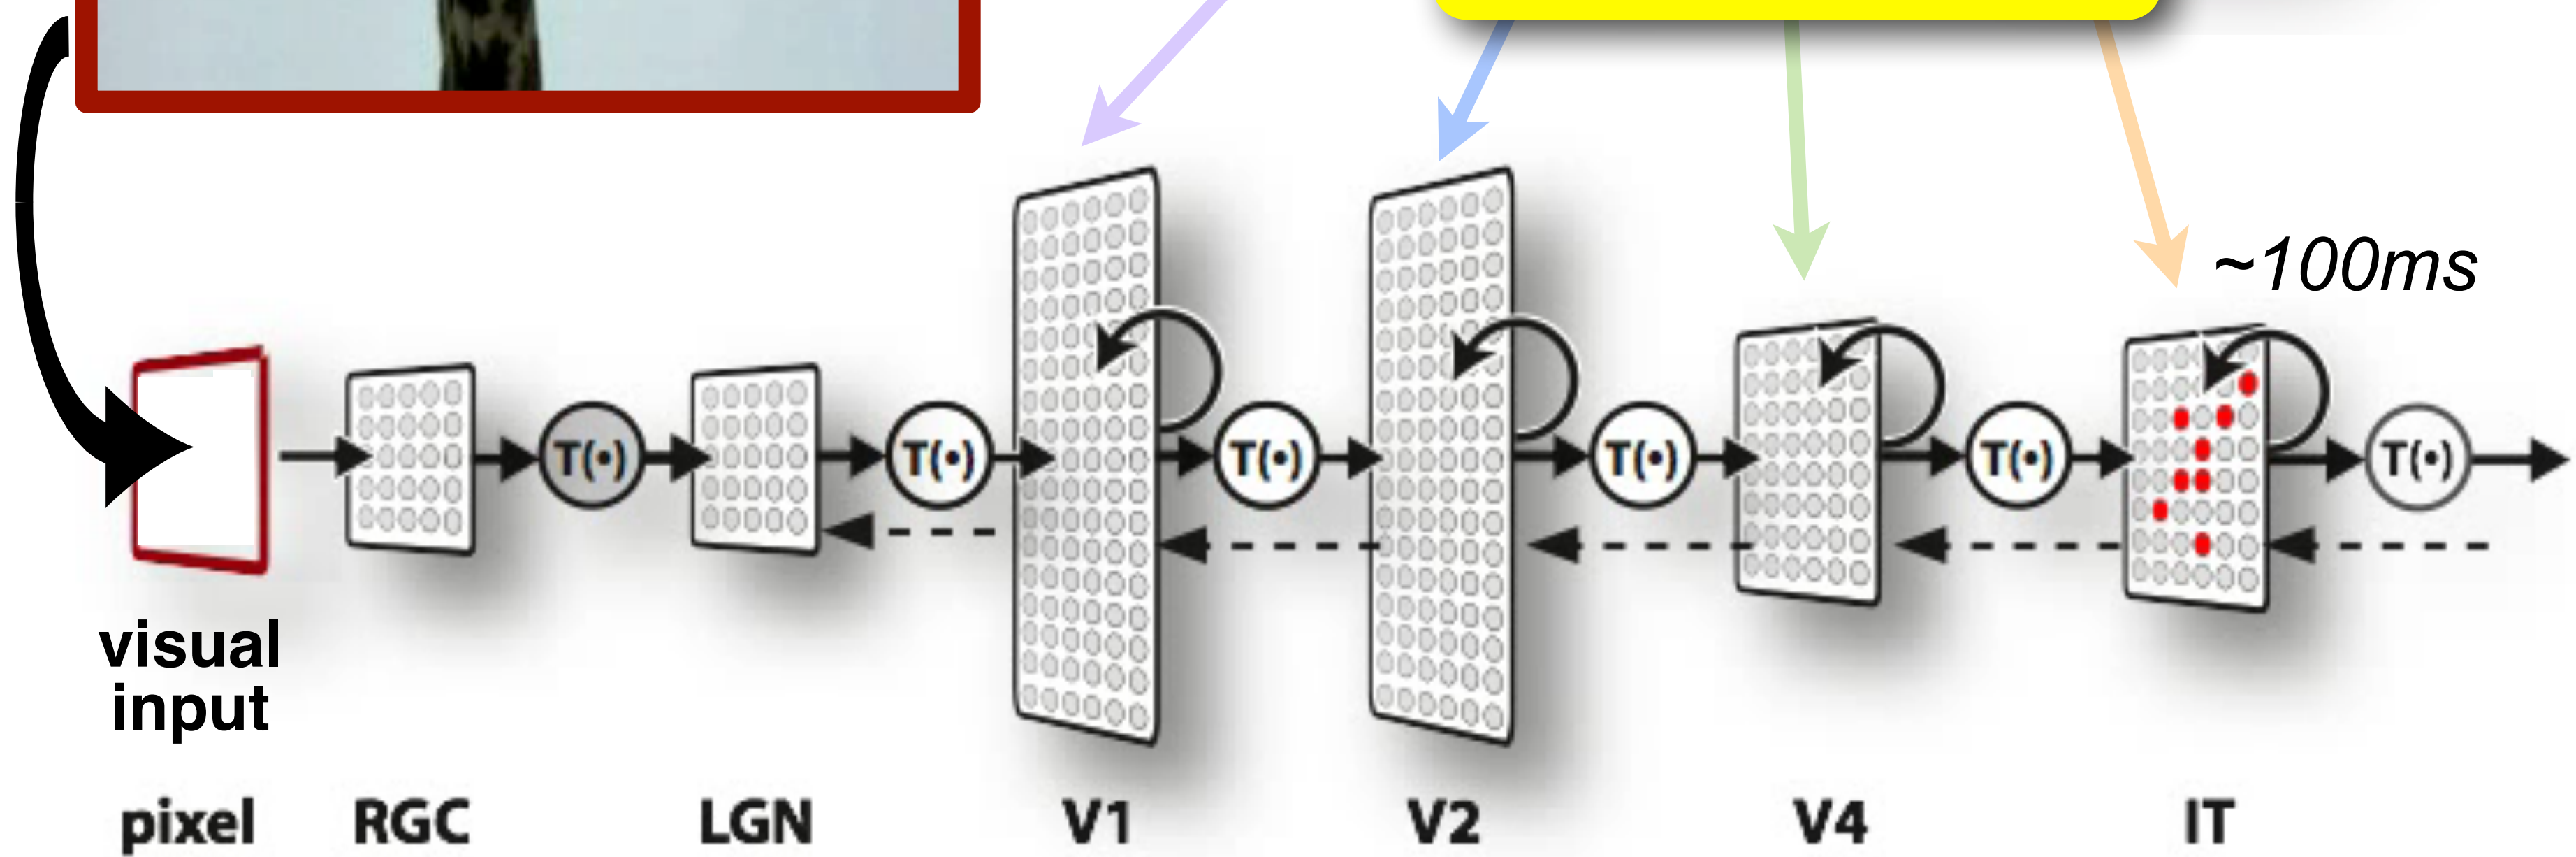 ~100ms
T(•) T(•) T(•) T(•) T(•) T(•)
visual
input
pixel RGC LGN V1 V2 V4 IT